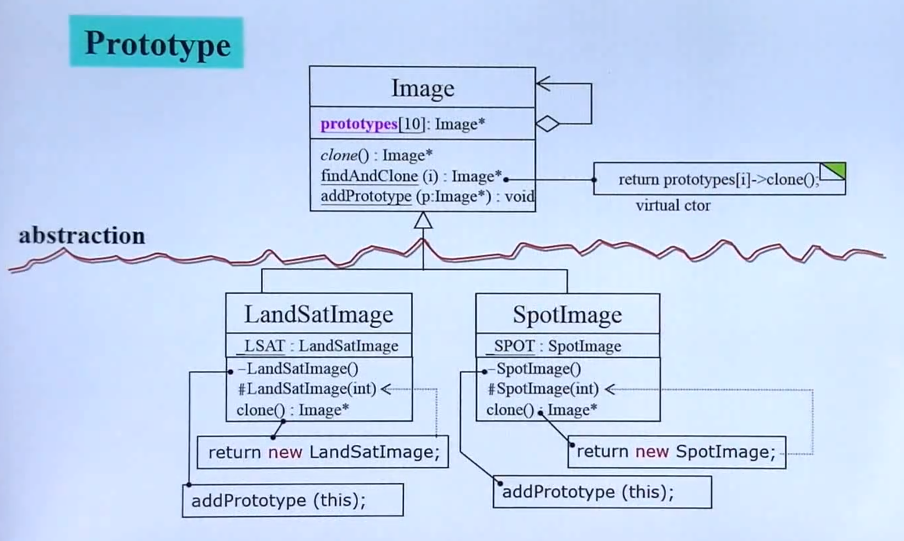 Prototype
Image
prototypes[10]: Image*
clone() : Image*
findAndClone (i) : Image*
addPrototype (p:Image*) : void
return prototypes[i]->clone();
virtual ctor
abstraction
LandSatImage
_LSAT : LandSatImage
-LandSatImage()
#LandSatImage(int)
clone() : Image*
return new LandSatImage;
addPrototype (this);
SpotImage
_SPOT : SpotImage
-SpotImage()
#SpotImage(int)
clone() : Image*
return new SpotImage;
addPrototype (this);